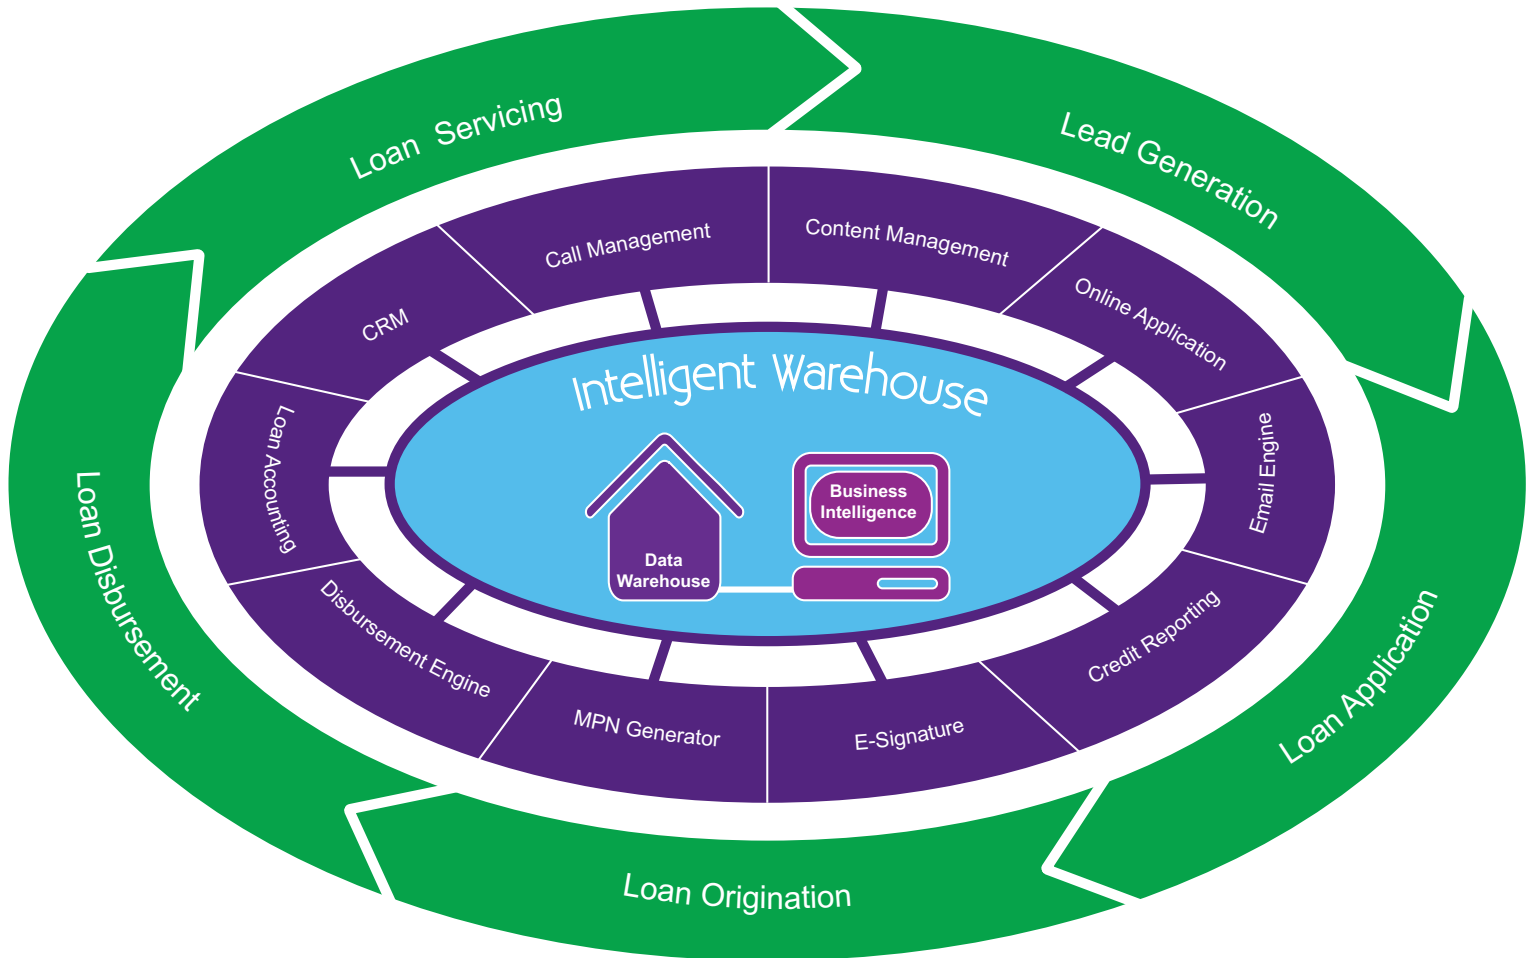 Loan Servicing
Lead Generation
Loan Application
Loan Origination
Loan Disbursement
Call Management
Content Management
Online Application
Email Engine
Credit Reporting
E-Signature
MPN Generator
Disbursement Engine
Loan Accounting
CRM
Intelligent Warehouse
Data
Warehouse
Business
Intelligence